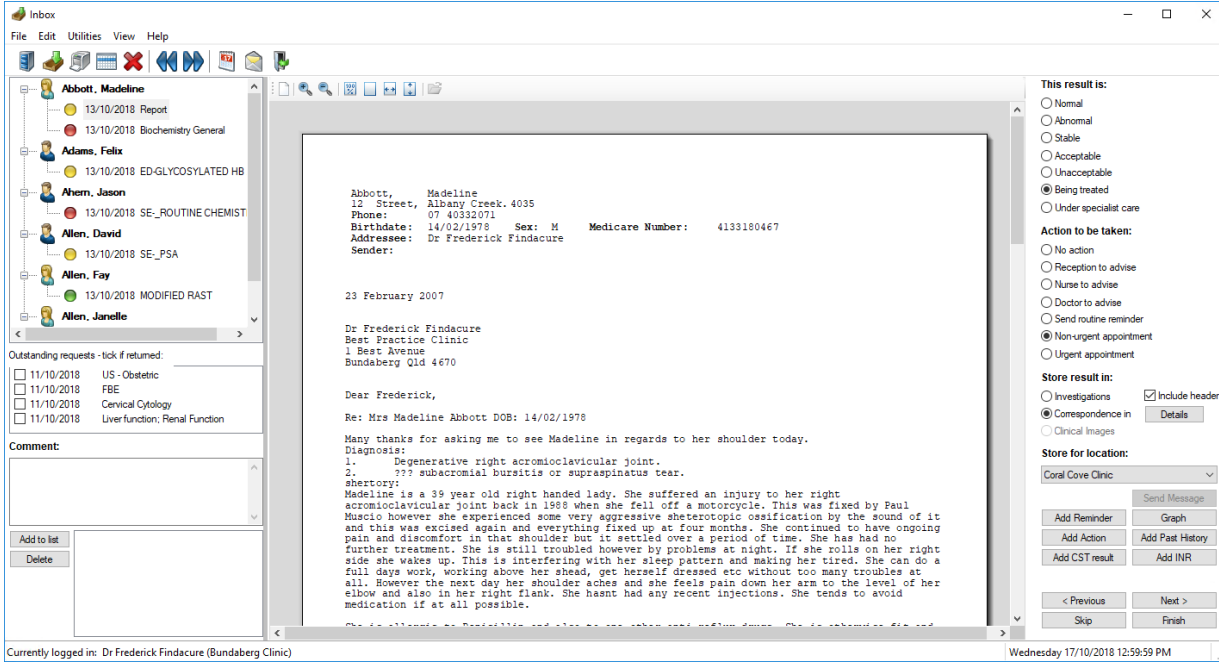 Inbox
File Edit Utilities View Help
Abbott, Madeline
13/10/2018 Report
13/10/2018 Biochemistry General
Adams, Felix
13/10/2018 ED-GLYCOSYLATED HB
Ahern, Jason
13/10/2018 SE-_ROUTINE CHEMIST
Allen, David
13/10/2018 SE-_PSA
Allen, Fay
13/10/2018 MODIFIED RAST
Allen, Janelle
Outstanding requests - tick if returned:
11/10/2018 US - Obstetric
11/10/2018 FBE
11/10/2018 Cervical Cytology
11/10/2018 Liver function; Renal Function
Comment:
Add to list
Delete
Abbott, Madeline
12 Street, Albany Creek. 4035
Phone: 07 40332071
Birthdate: 14/02/1978 Sex: M Medicare Number: 4133180467
Addressee: Dr Frederick Findacure
Sender:
23 February 2007
Dr Frederick Findacure
Best Practice Clinic
1 Best Avenue
Bundaberg Qld 4670
Dear Frederick,
Re: Mrs Madeline Abbott DOB: 14/02/1978
Many thanks for asking me to see Madeline in regards to her shoulder today.
Diagnosis:
1. Degenerative right acromioclavicular joint.
2. ??? subacromial bursitis or supraspinatus tear.
shertory:
Madeline is a 39 year old right handed lady. She suffered an injury to her right
acromioclavicular joint back in 1988 when she fell off a motorcycle. This was fixed by Paul
Muscio however she experienced some very aggressive sheterotopic ossification by the sound of it
and this was excised again and everything fixed up at four months. She continued to have ongoing
pain and discomfort in that shoulder but it settled over a period of time. She has had no
further treatment. She is still troubled however by problems at night. If she rolls on her right
side she wakes up. This is interfering with her sleep pattern and making her tired. She can do a
full days work, working above her shead, get herself dressed etc without too many troubles at
all. However the next day her shoulder aches and she feels pain down her arm to the level of her
elbow and also in her right flank. She hasnt had any recent injections. She tends to avoid
medication if at all possible.
This result is:
Normal
Abnormal
Stable
Acceptable
Unacceptable
Being treated
Under specialist care
Action to be taken:
No action
Reception to advise
Nurse to advise
Doctor to advise
Send routine reminder
Non-urgent appointment
Urgent appointment
Store result in:
Investigations Include header
Correspondence in Details
Clinical Images
Store for location:
Coral Cove Clinic
Send Message
Add Reminder Graph
Add Action Add Past History
Add CST result Add INR
< Previous Next >
Skip Finish
Currently logged in: Dr Frederick Findacure (Bundaberg Clinic)
Wednesday 17/10/2018 12:59:59 PM